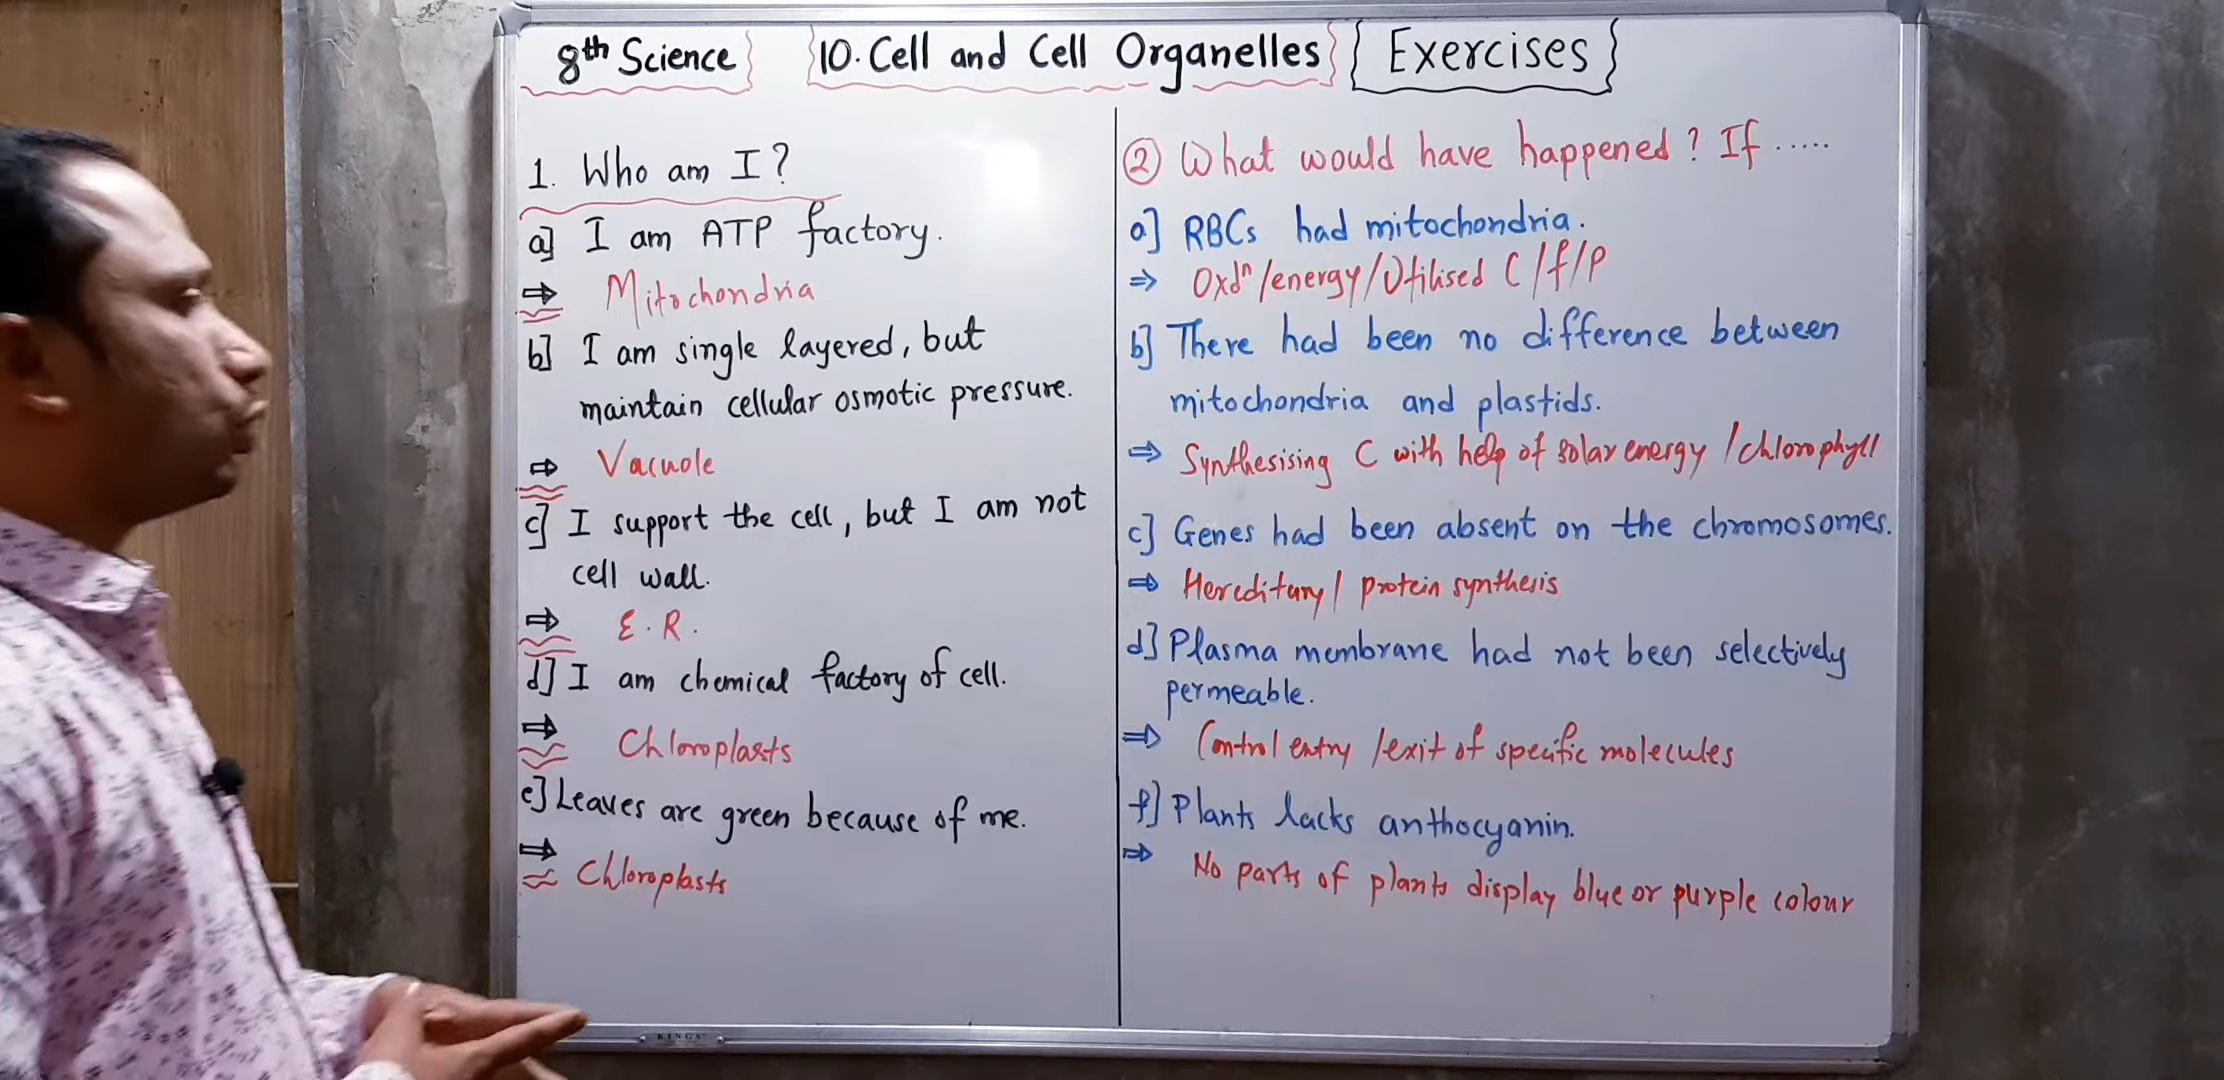 8th Science
10. Cell and Cell Organelles
Exercises
1. Who am I?
a] I am ATP factory.
⇒ Mitochondria
b] I am single layered, but
maintain cellular osmotic pressure.
⇒ Vacuole
c] I support the cell, but I am not
cell wall.
⇒ E.R.
d] I am chemical factory of cell.
⇒ Chloroplasts
e] Leaves are green because of me.
⇒ Chloroplasts
② What would have happened? If .....
a] RBCs had mitochondria.
⇒ Oxdⁿ/energy/Utilised C/f/P
b] There had been no difference between
mitochondria and plastids.
⇒ Synthesising C with help of solar energy / chlorophyll
c] Genes had been absent on the chromosomes.
⇒ Hereditary / protein synthesis
d] Plasma membrane had not been selectively
permeable.
⇒ Control entry / exit of specific molecules
f] Plants lacks anthocyanin.
⇒ No parts of plants display blue or purple colour
KINGS